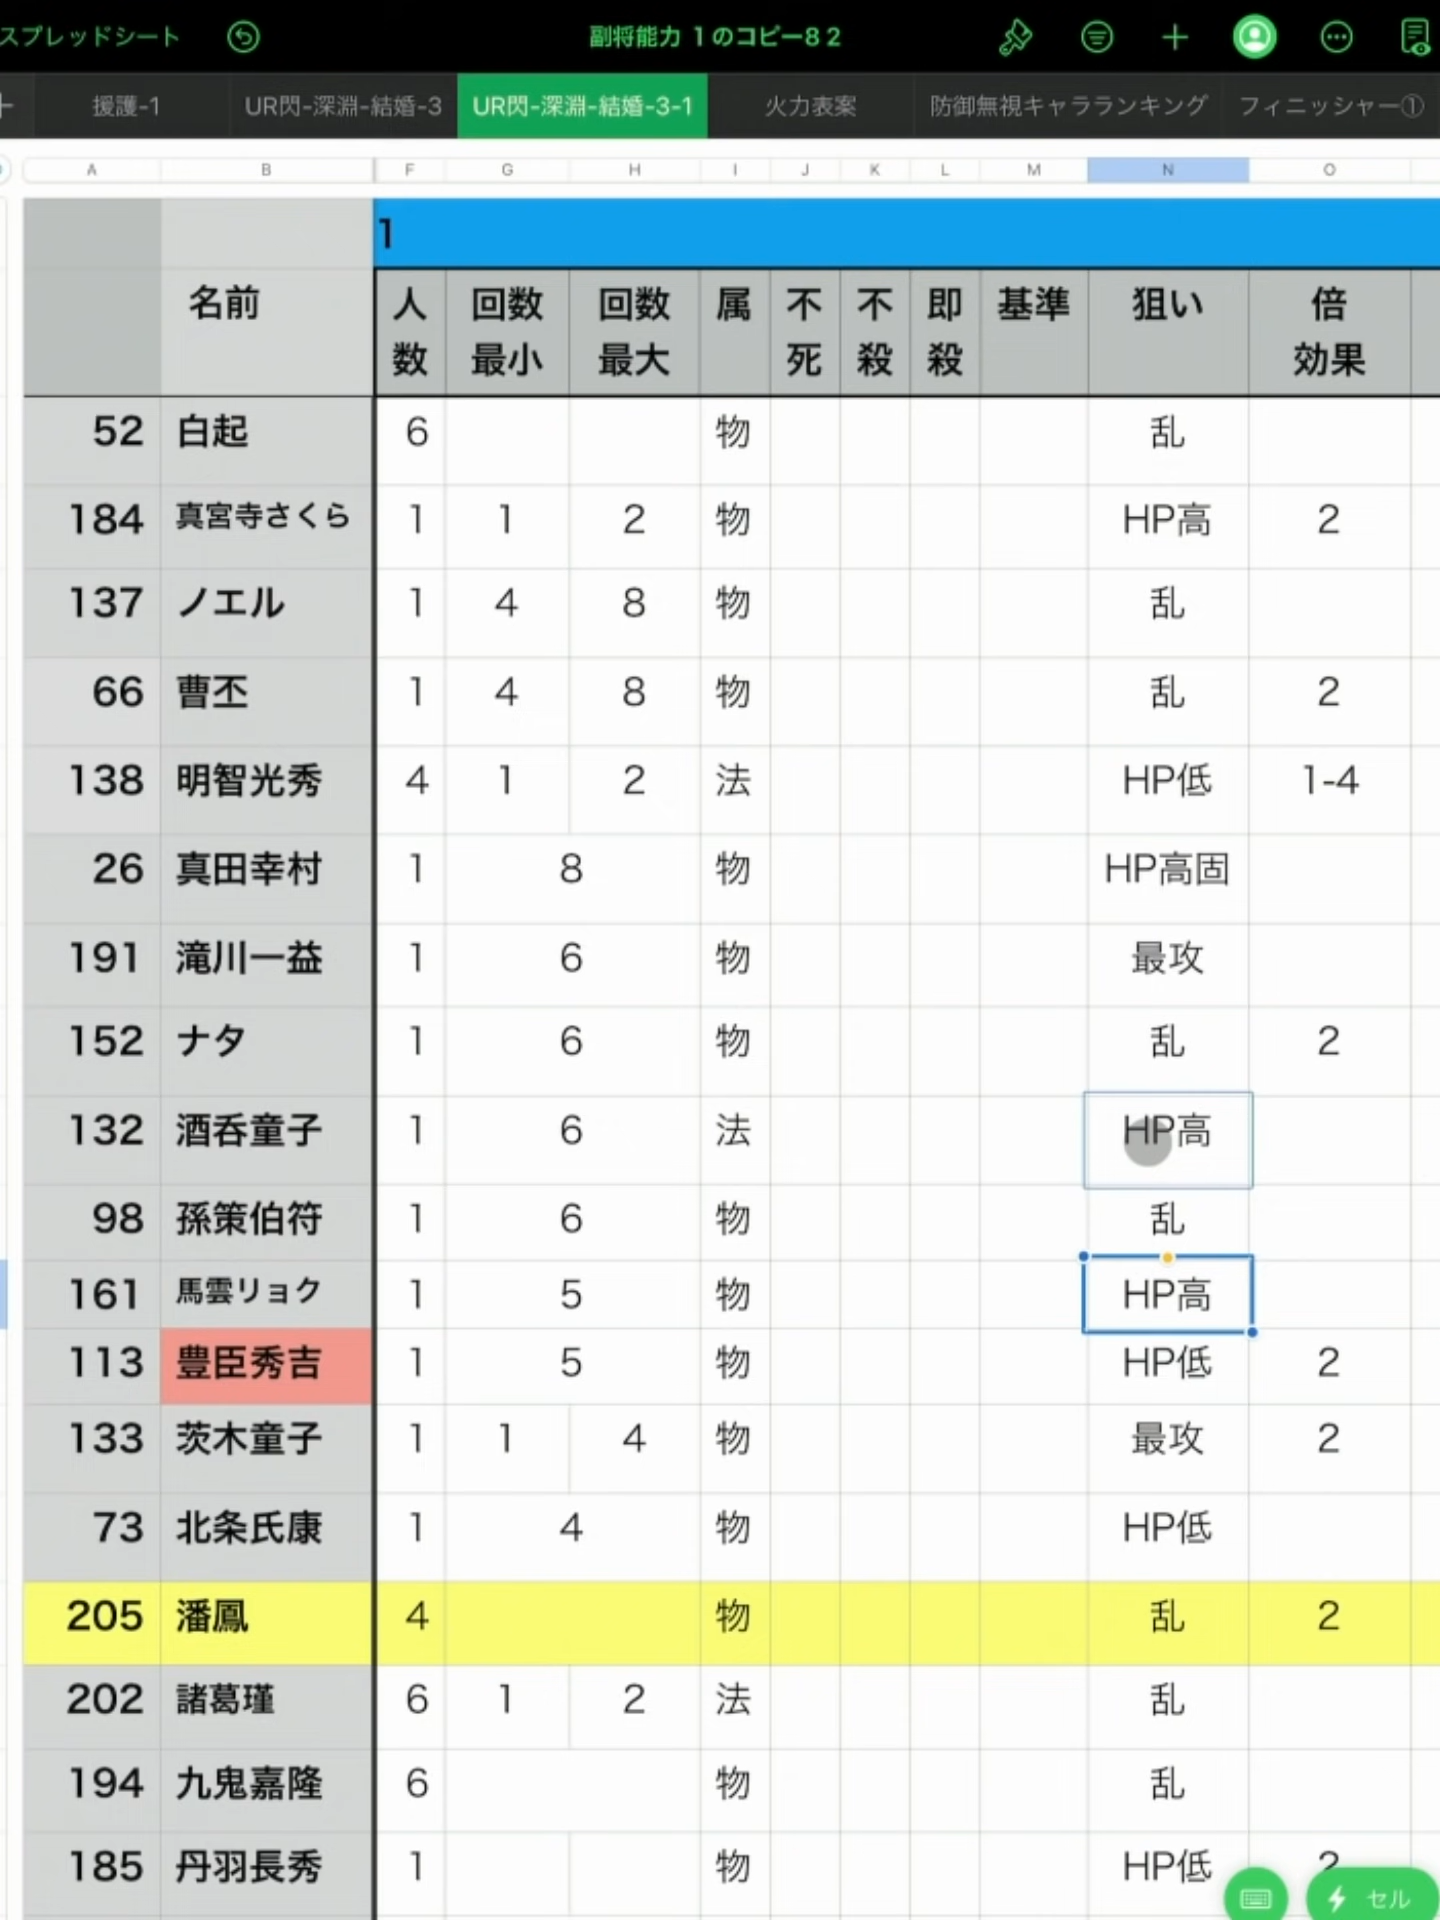 スプレッドシート 副将能力 1のコピー8 2
援護-1 UR閃-深淵-結婚-3 UR閃-深淵-結婚-3-1 火力表案 防御無視キャラランキング フィニッシャー①
A B F G H I J K L M N O
1
名前 人数 回数最小 回数最大 属 不死 不殺 即殺 基準 狙い 倍効果
52 白起 6 物 乱
184 真宮寺さくら 1 1 2 物 HP高 2
137 ノエル 1 4 8 物 乱
66 曹丕 1 4 8 物 乱 2
138 明智光秀 4 1 2 法 HP低 1-4
26 真田幸村 1 8 物 HP高固
191 滝川一益 1 6 物 最攻
152 ナタ 1 6 物 乱 2
132 酒呑童子 1 6 法 HP高
98 孫策伯符 1 6 物 乱
161 馬雲リョク 1 5 物 HP高
113 豊臣秀吉 1 5 物 HP低 2
133 茨木童子 1 1 4 物 最攻 2
73 北条氏康 1 4 物 HP低
205 潘鳳 4 物 乱 2
202 諸葛瑾 6 1 2 法 乱
194 九鬼嘉隆 6 物 乱
185 丹羽長秀 1 物 HP低 2
セル